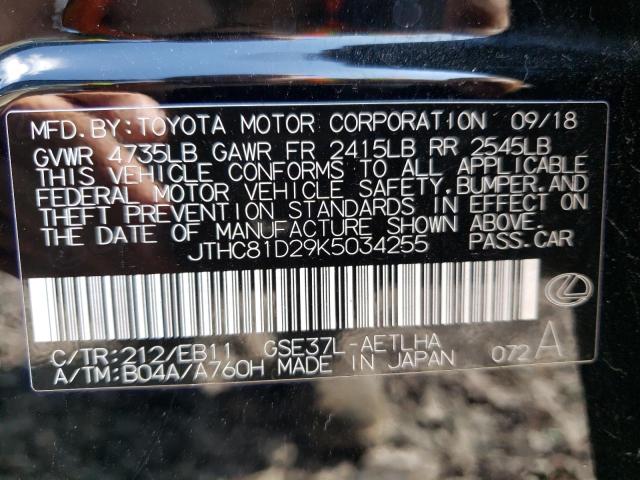 MFD.BY:TOYOTA MOTOR CORPORATION 09/18
GVWR 4735LB GAWR FR 2415LB RR 2545LB
THIS VEHICLE CONFORMS TO ALL APPLICABLE
FEDERAL MOTOR VEHICLE SAFETY,BUMPER,AND
THEFT PREVENTION STANDARDS IN EFFECT ON
THE DATE OF MANUFACTURE SHOWN ABOVE.
JTHC81D29K5034255 PASS.CAR
C/TR:212/EB11 GSE37L-AETLHA
A/TM:B04A/A760H MADE IN JAPAN 072 A